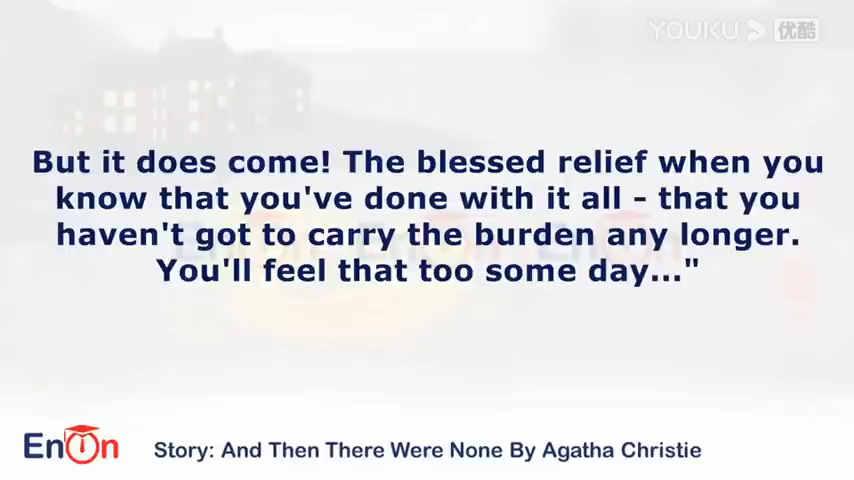 YOUKU 优酷
But it does come! The blessed relief when you
know that you've done with it all - that you
haven't got to carry the burden any longer.
You'll feel that too some day..."
EnOn
Story: And Then There Were None By Agatha Christie